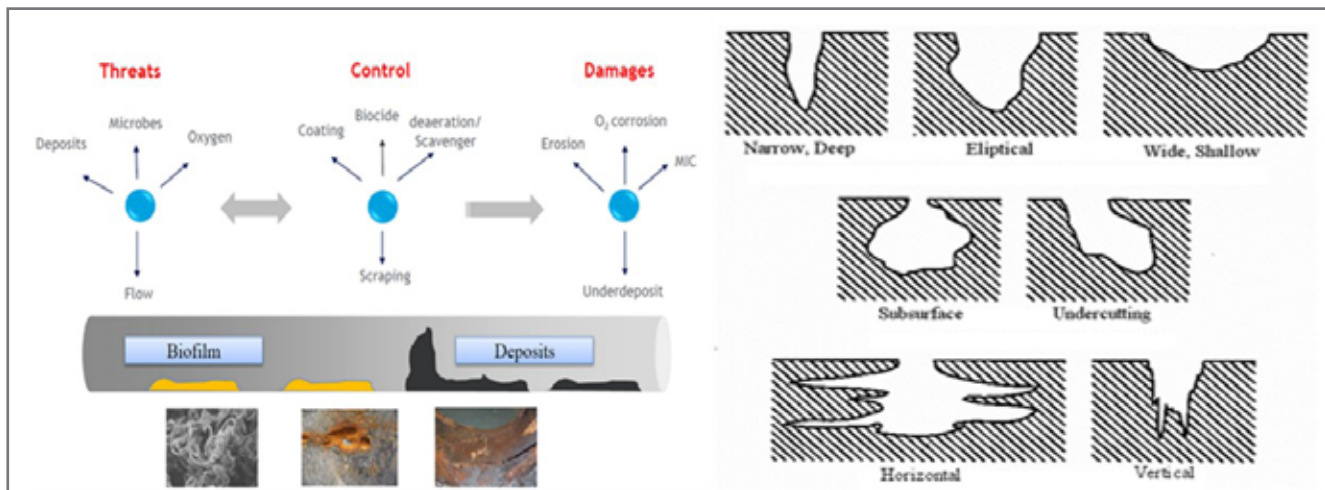 Threats
Control
Damages
Deposits
Microbes
Oxygen
Flow
Coating
Biocide
deaeration/
Scavenger
Scraping
Erosion
O₂ corrosion
MIC
Underdeposit
Biofilm
Deposits
Narrow, Deep
Eliptical
Wide, Shallow
Subsurface
Undercutting
Horizontal
Vertical